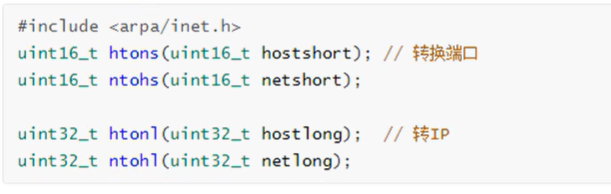 #include <arpa/inet.h>
uint16_t htons(uint16_t hostshort); // 转换端口
uint16_t ntohs(uint16_t netshort);
uint32_t htonl(uint32_t hostlong);  // 转IP
uint32_t ntohl(uint32_t netlong);